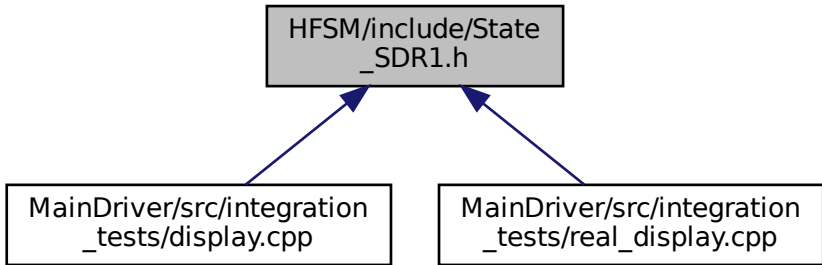 HFSM/include/State
_SDR1.h
MainDriver/src/integration
_tests/display.cpp
MainDriver/src/integration
_tests/real_display.cpp